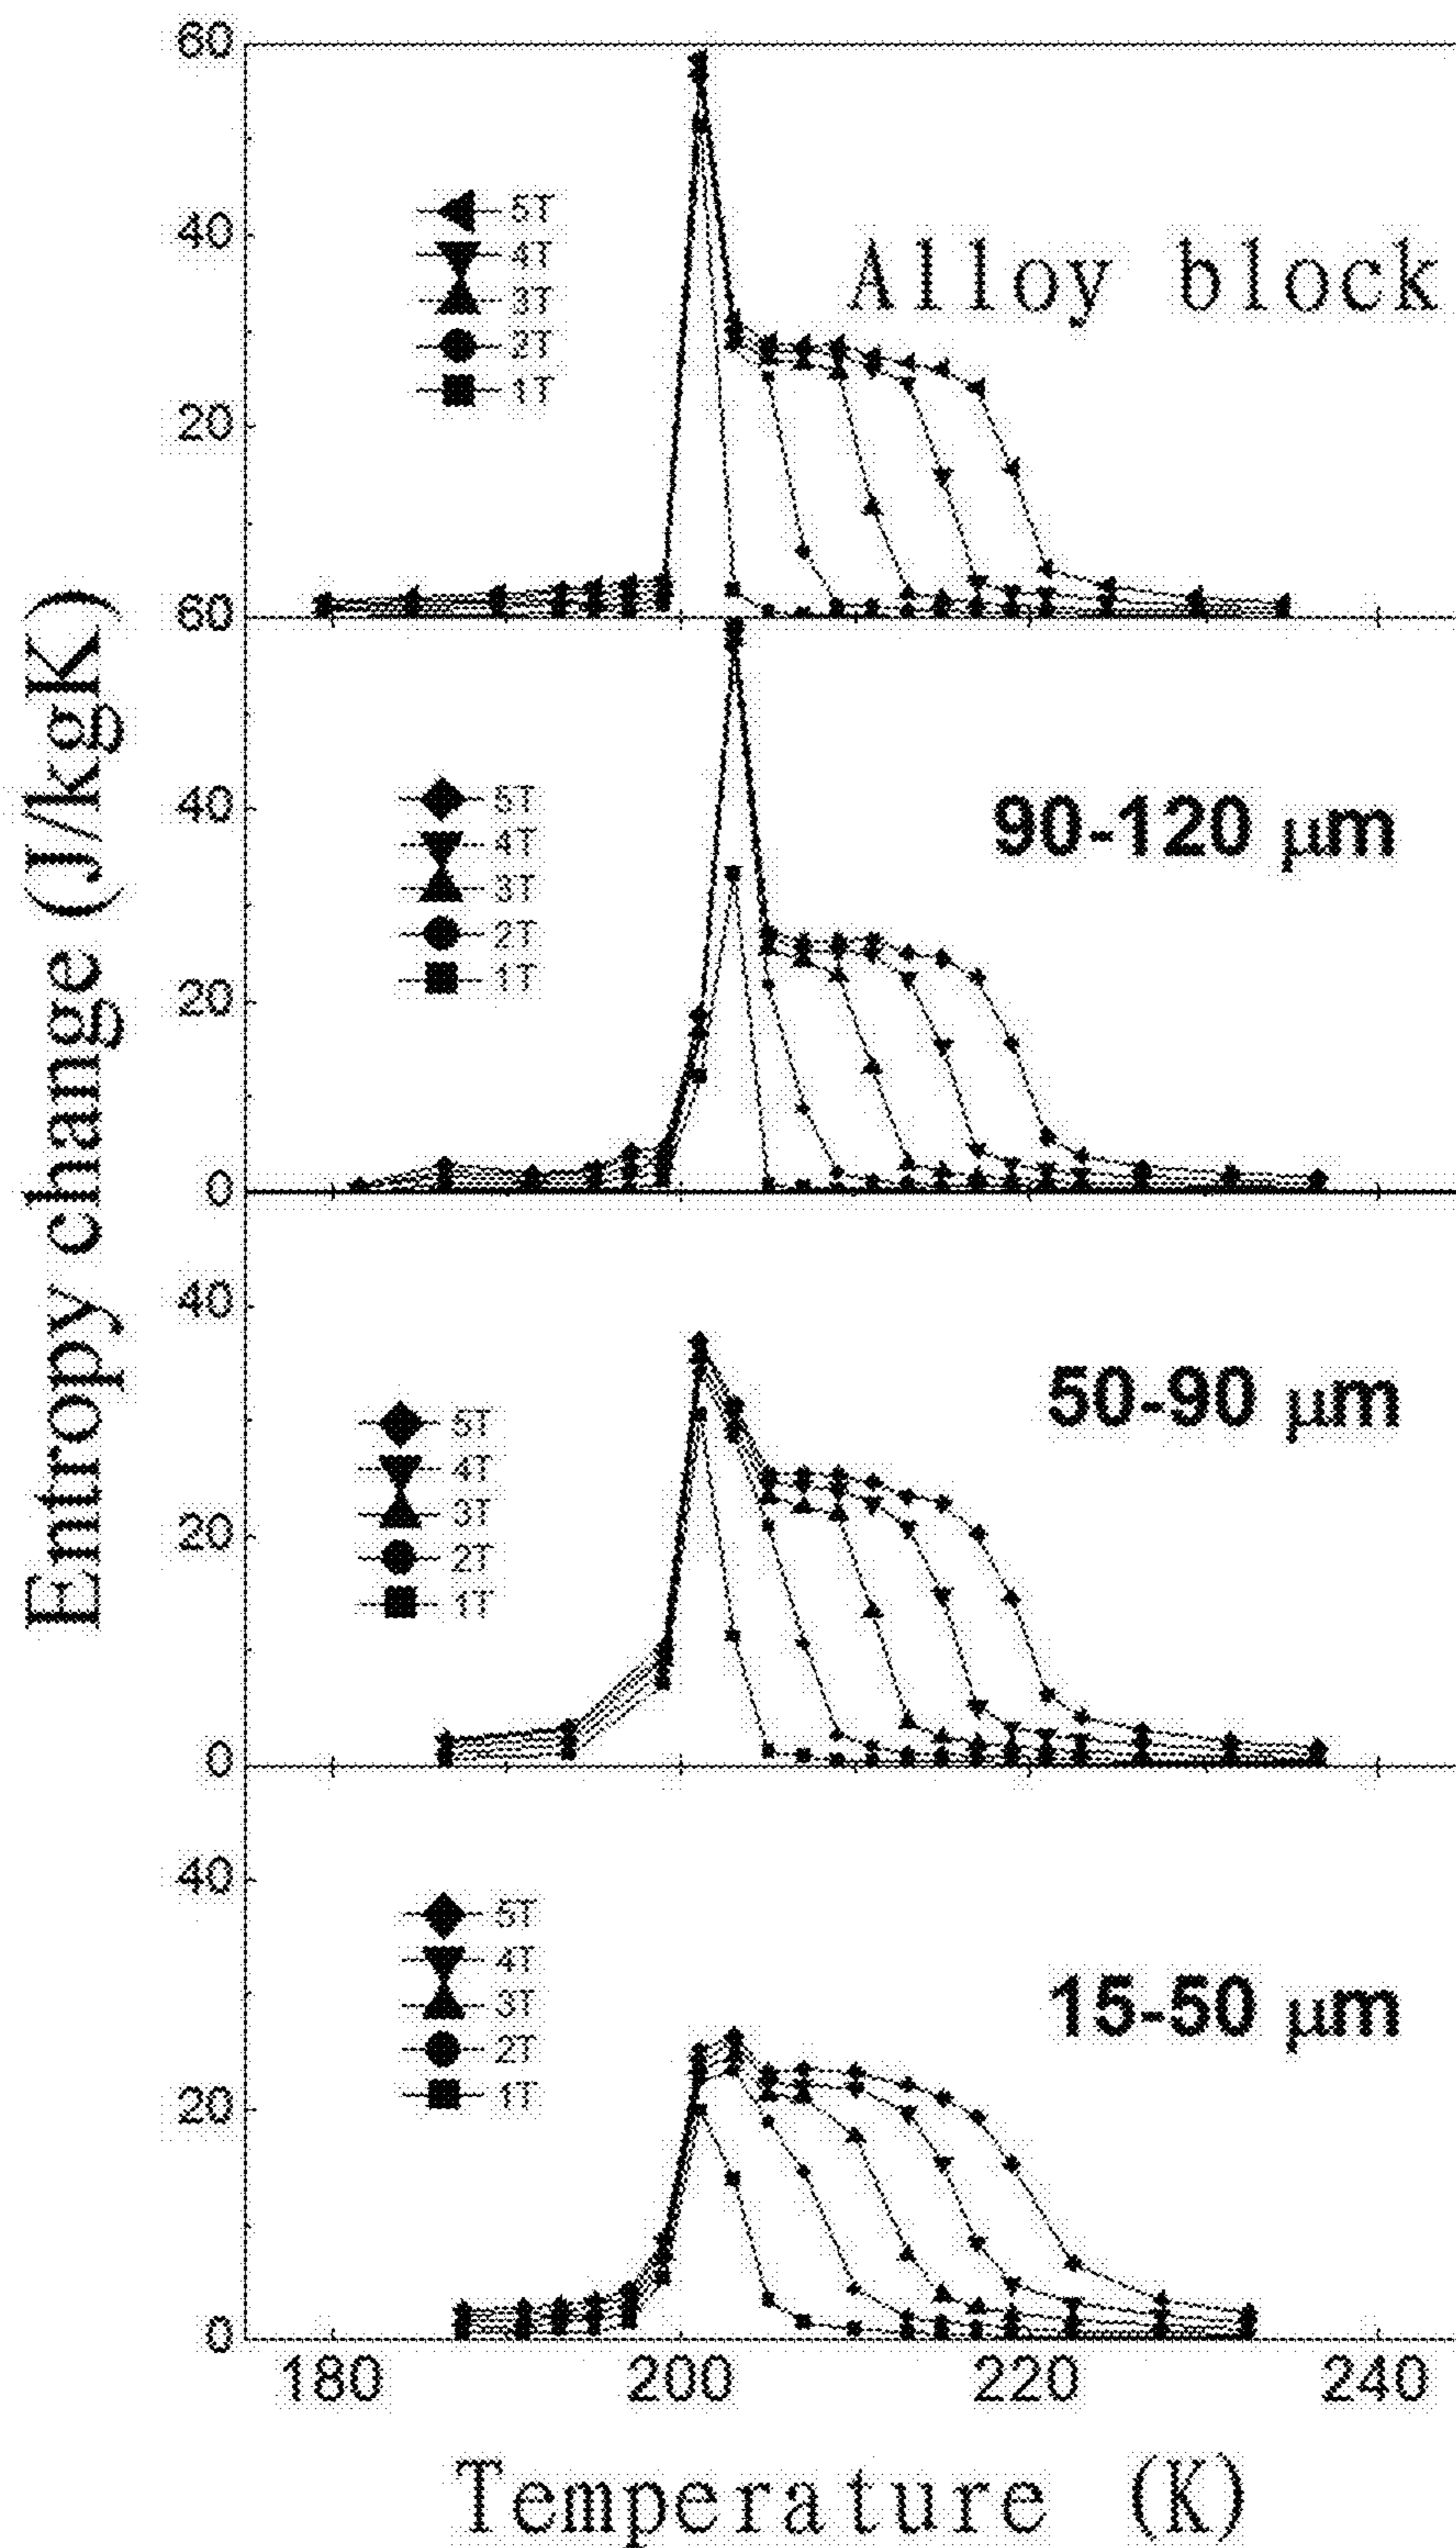 Entropy change (J/kgK)
60
40
20
5T
4T
3T
2T
1T
Alloy block
60
40
20
0
5T
4T
3T
2T
1T
90-120 μm
40
20
0
5T
4T
3T
2T
1T
50-90 μm
40
20
0
5T
4T
3T
2T
1T
15-50 μm
180 200 220 240
Temperature (K)